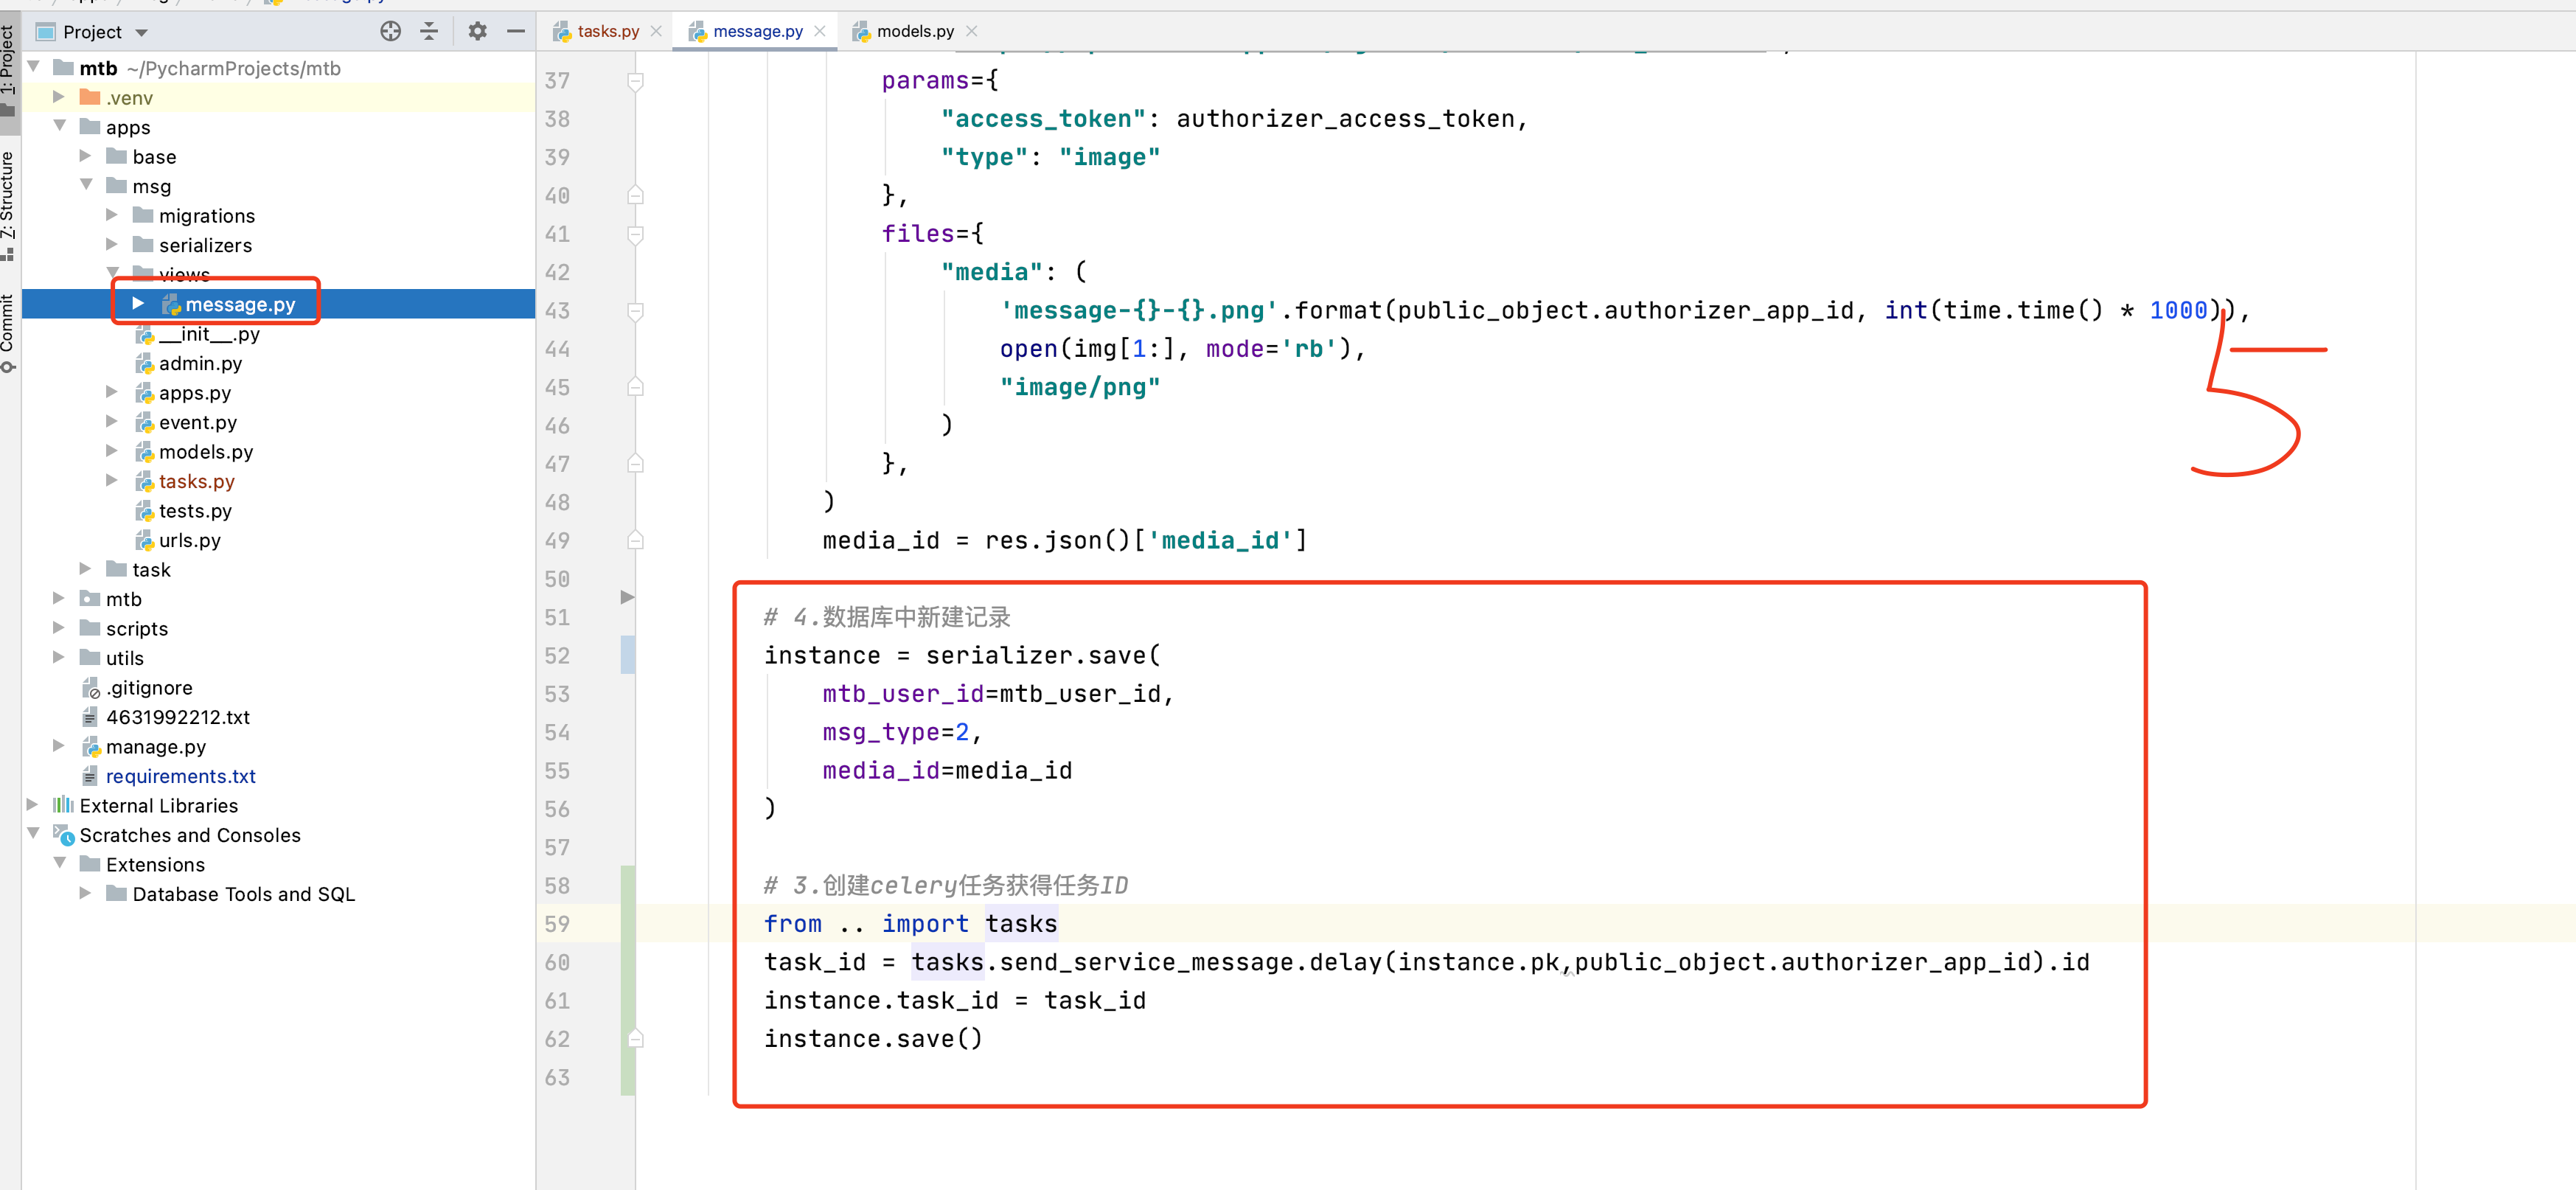 Project
tasks.py
message.py
models.py
1: Project
Z: Structure
Commit
mtb ~/PycharmProjects/mtb
.venv
apps
base
msg
migrations
serializers
views
message.py
__init__.py
admin.py
apps.py
event.py
models.py
tasks.py
tests.py
urls.py
task
mtb
scripts
utils
.gitignore
4631992212.txt
manage.py
requirements.txt
External Libraries
Scratches and Consoles
Extensions
Database Tools and SQL
37 params={
38 "access_token": authorizer_access_token,
39 "type": "image"
40 },
41 files={
42 "media": (
43 'message-{}-{}.png'.format(public_object.authorizer_app_id, int(time.time() * 1000)),
44 open(img[1:], mode='rb'),
45 "image/png"
46 )
47 },
48 )
49 media_id = res.json()['media_id']
50
51 # 4.数据库中新建记录
52 instance = serializer.save(
53 mtb_user_id=mtb_user_id,
54 msg_type=2,
55 media_id=media_id
56 )
57
58 # 3.创建celery任务获得任务ID
59 from .. import tasks
60 task_id = tasks.send_service_message.delay(instance.pk,public_object.authorizer_app_id).id
61 instance.task_id = task_id
62 instance.save()
63
5